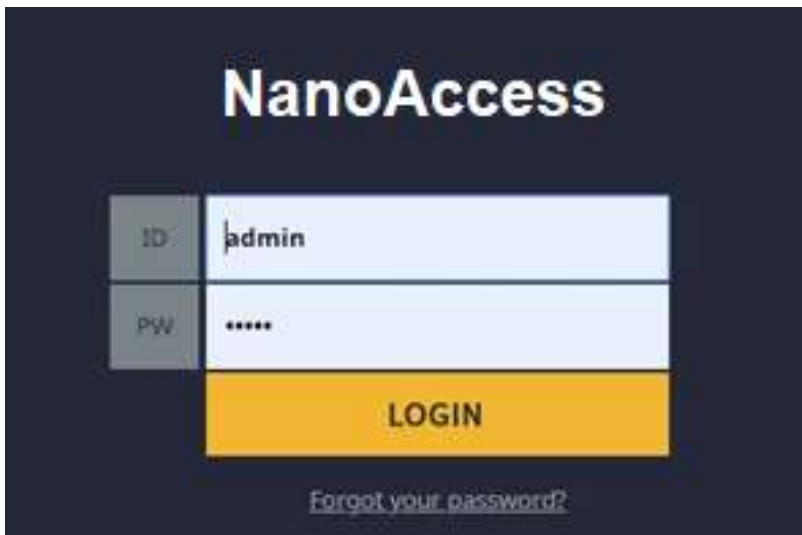 NanoAccess
ID admin
PW •••••
LOGIN
Forgot your password?